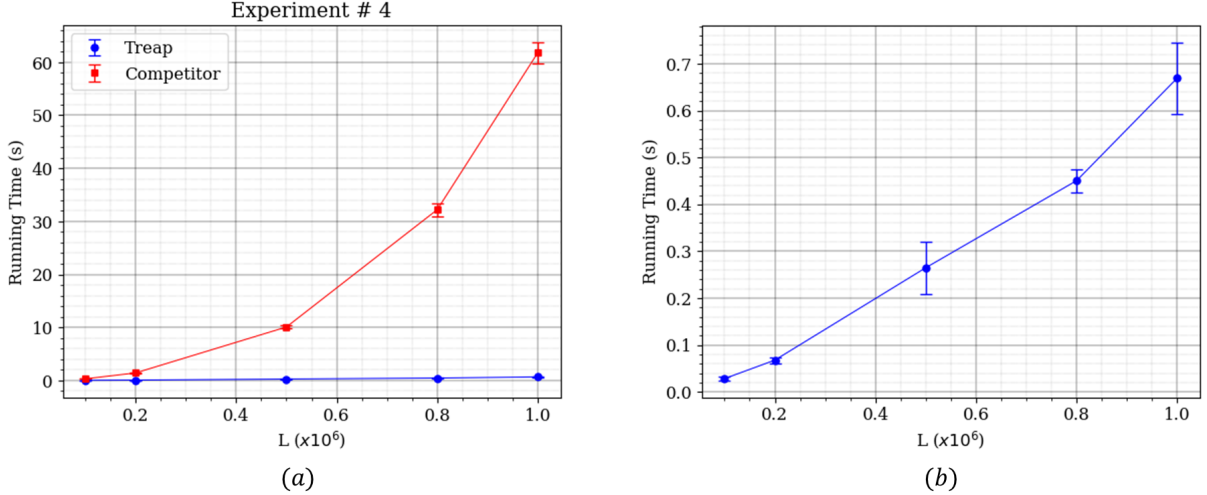 Experiment # 4
Treap
Competitor
Running Time (s)
60
50
40
30
20
10
0
0.2 0.4 0.6 0.8 1.0
L (x10⁶)
(a)
Running Time (s)
0.7
0.6
0.5
0.4
0.3
0.2
0.1
0.0
0.2 0.4 0.6 0.8 1.0
L (x10⁶)
(b)